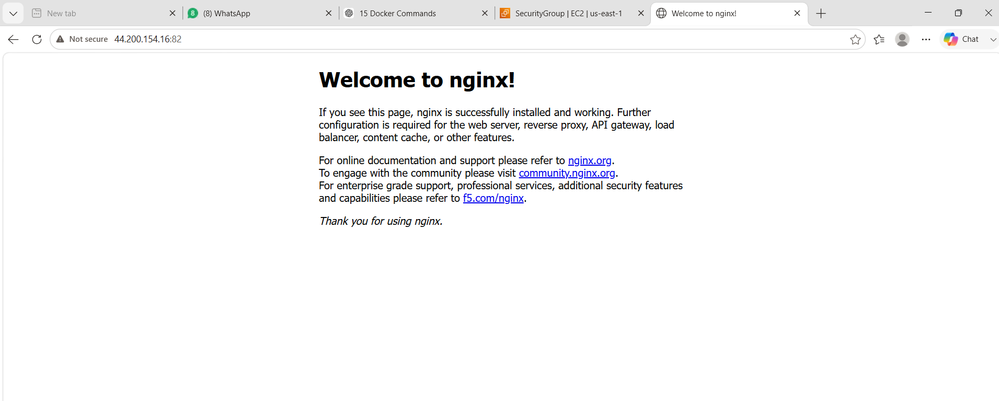 New tab
8
(8) WhatsApp
15 Docker Commands
SecurityGroup | EC2 | us-east-1
Welcome to nginx!
Not secure
44.200.154.16:82
Chat
Welcome to nginx!
If you see this page, nginx is successfully installed and working. Further
configuration is required for the web server, reverse proxy, API gateway, load
balancer, content cache, or other features.
For online documentation and support please refer to nginx.org.
To engage with the community please visit community.nginx.org.
For enterprise grade support, professional services, additional security features
and capabilities please refer to f5.com/nginx.
Thank you for using nginx.